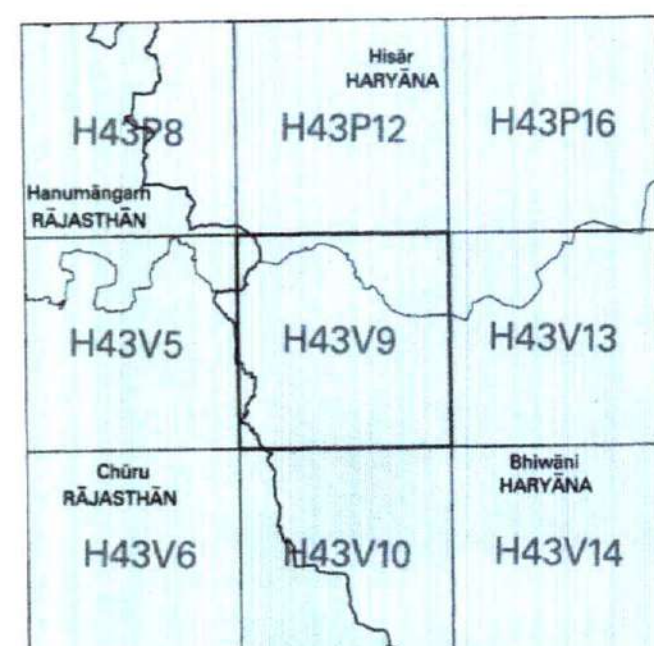 Hisār
HARYĀNA
H43P8
H43P12
H43P16
Hanumāngarh
RĀJASTHĀN
H43V5
H43V9
H43V13
Chūru
RĀJASTHĀN
Bhiwāni
HARYĀNA
H43V6
H43V10
H43V14